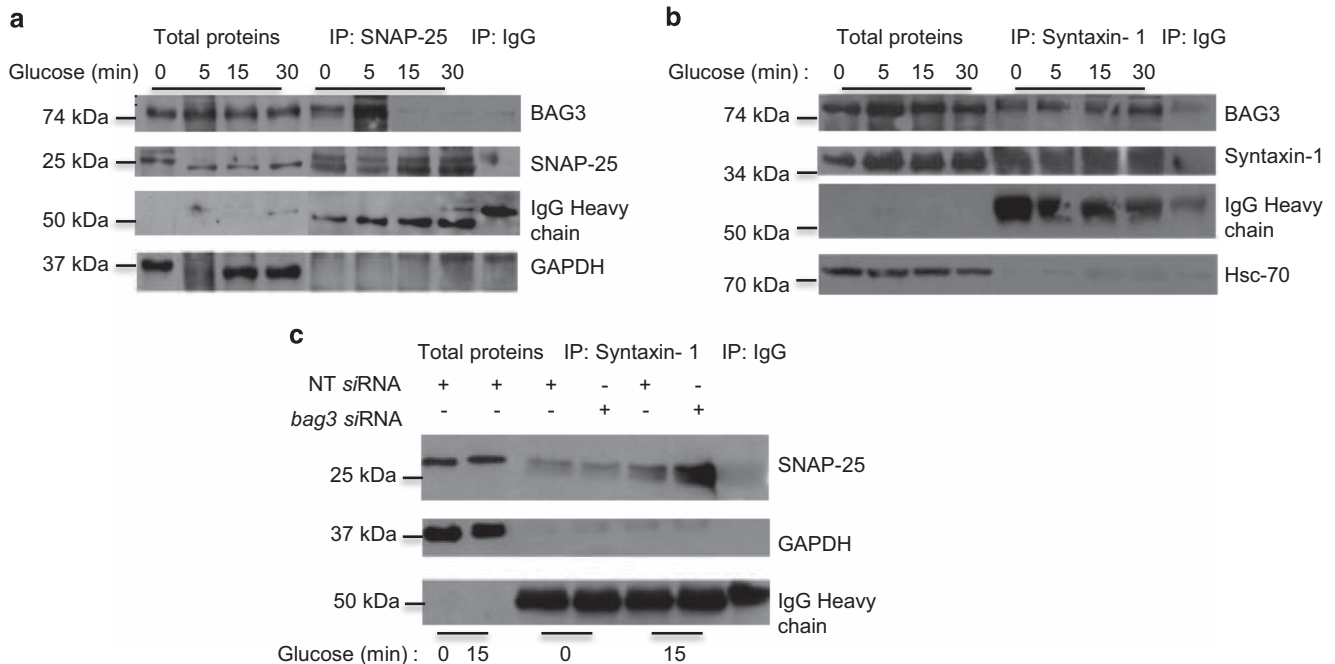 a
Total proteins IP: SNAP-25 IP: IgG
Glucose (min) 0 5 15 30 0 5 15 30
74 kDa BAG3
25 kDa SNAP-25
50 kDa IgG Heavy chain
37 kDa GAPDH
b
Total proteins IP: Syntaxin- 1 IP: IgG
Glucose (min) : 0 5 15 30 0 5 15 30
74 kDa BAG3
34 kDa Syntaxin-1
50 kDa IgG Heavy chain
70 kDa Hsc-70
c
Total proteins IP: Syntaxin- 1 IP: IgG
NT siRNA + + + - + -
bag3 siRNA - - - + - +
25 kDa SNAP-25
37 kDa GAPDH
50 kDa IgG Heavy chain
Glucose (min) : 0 15 0 15